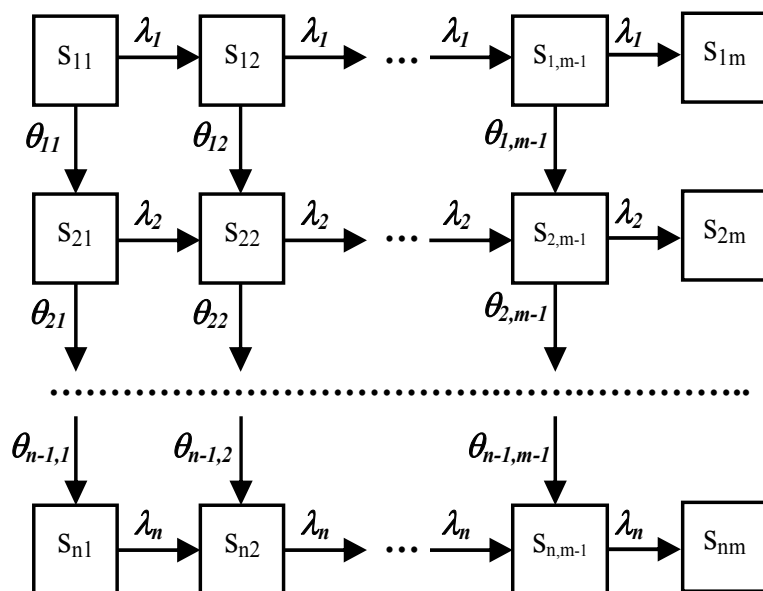 λ1 λ1 λ1 λ1
S11 S12 ... S1,m-1 S1m
θ11 θ12 θ1,m-1
λ2 λ2 λ2 λ2
S21 S22 ... S2,m-1 S2m
θ21 θ22 θ2,m-1
θn-1,1 θn-1,2 θn-1,m-1
λn λn λn λn
Sn1 Sn2 ... Sn,m-1 Snm